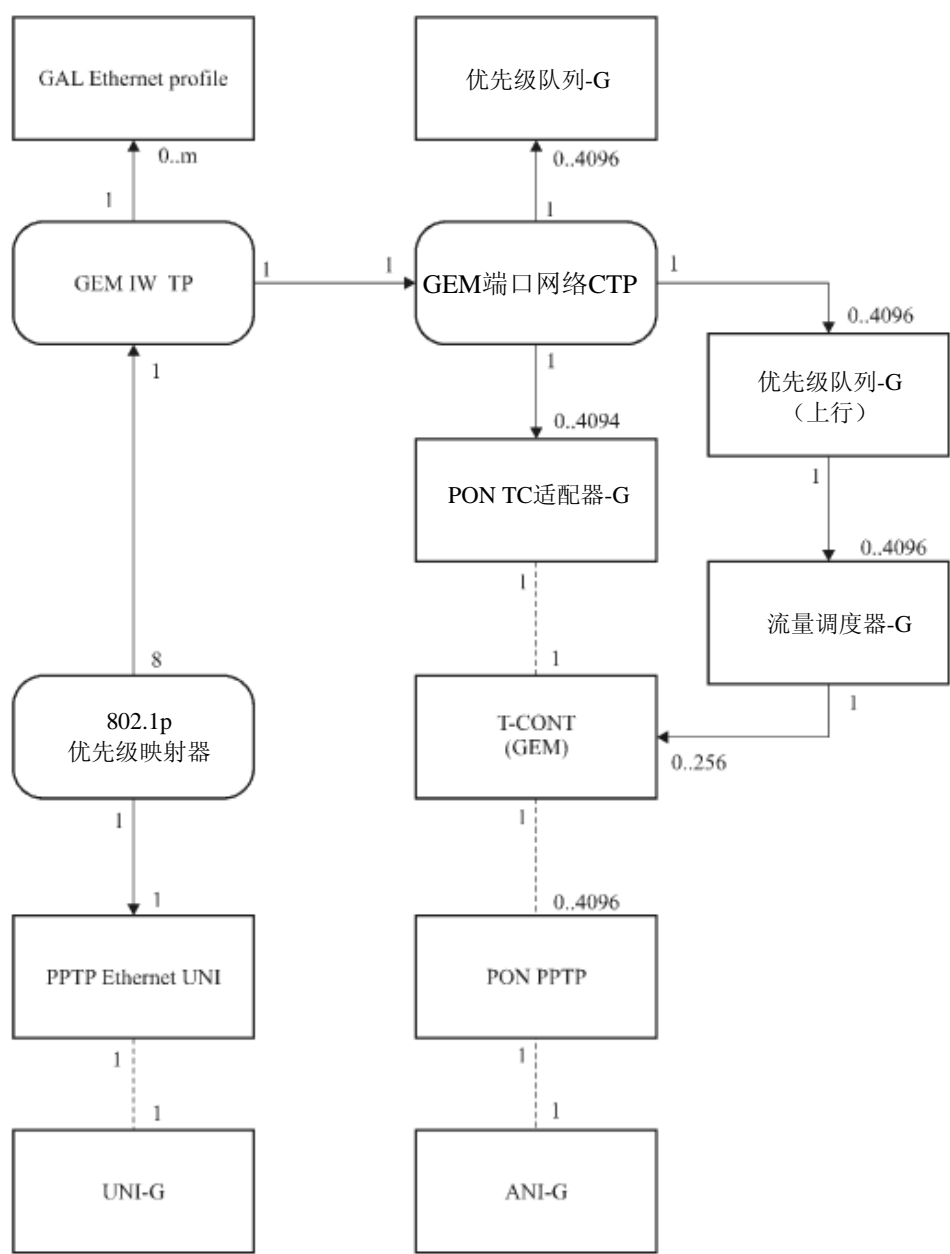 GAL Ethernet profile
优先级队列-G
0..m
0..4096
1
1
GEM IW TP
1
1
GEM端口网络CTP
1
0..4096
1
1
优先级队列-G
（上行）
0..4094
1
PON TC适配器-G
0..4096
1
流量调度器-G
8
1
1
802.1p
优先级映射器
T-CONT
(GEM)
0..256
1
1
1
0..4096
PPTP Ethernet UNI
PON PPTP
1
1
1
1
UNI-G
ANI-G